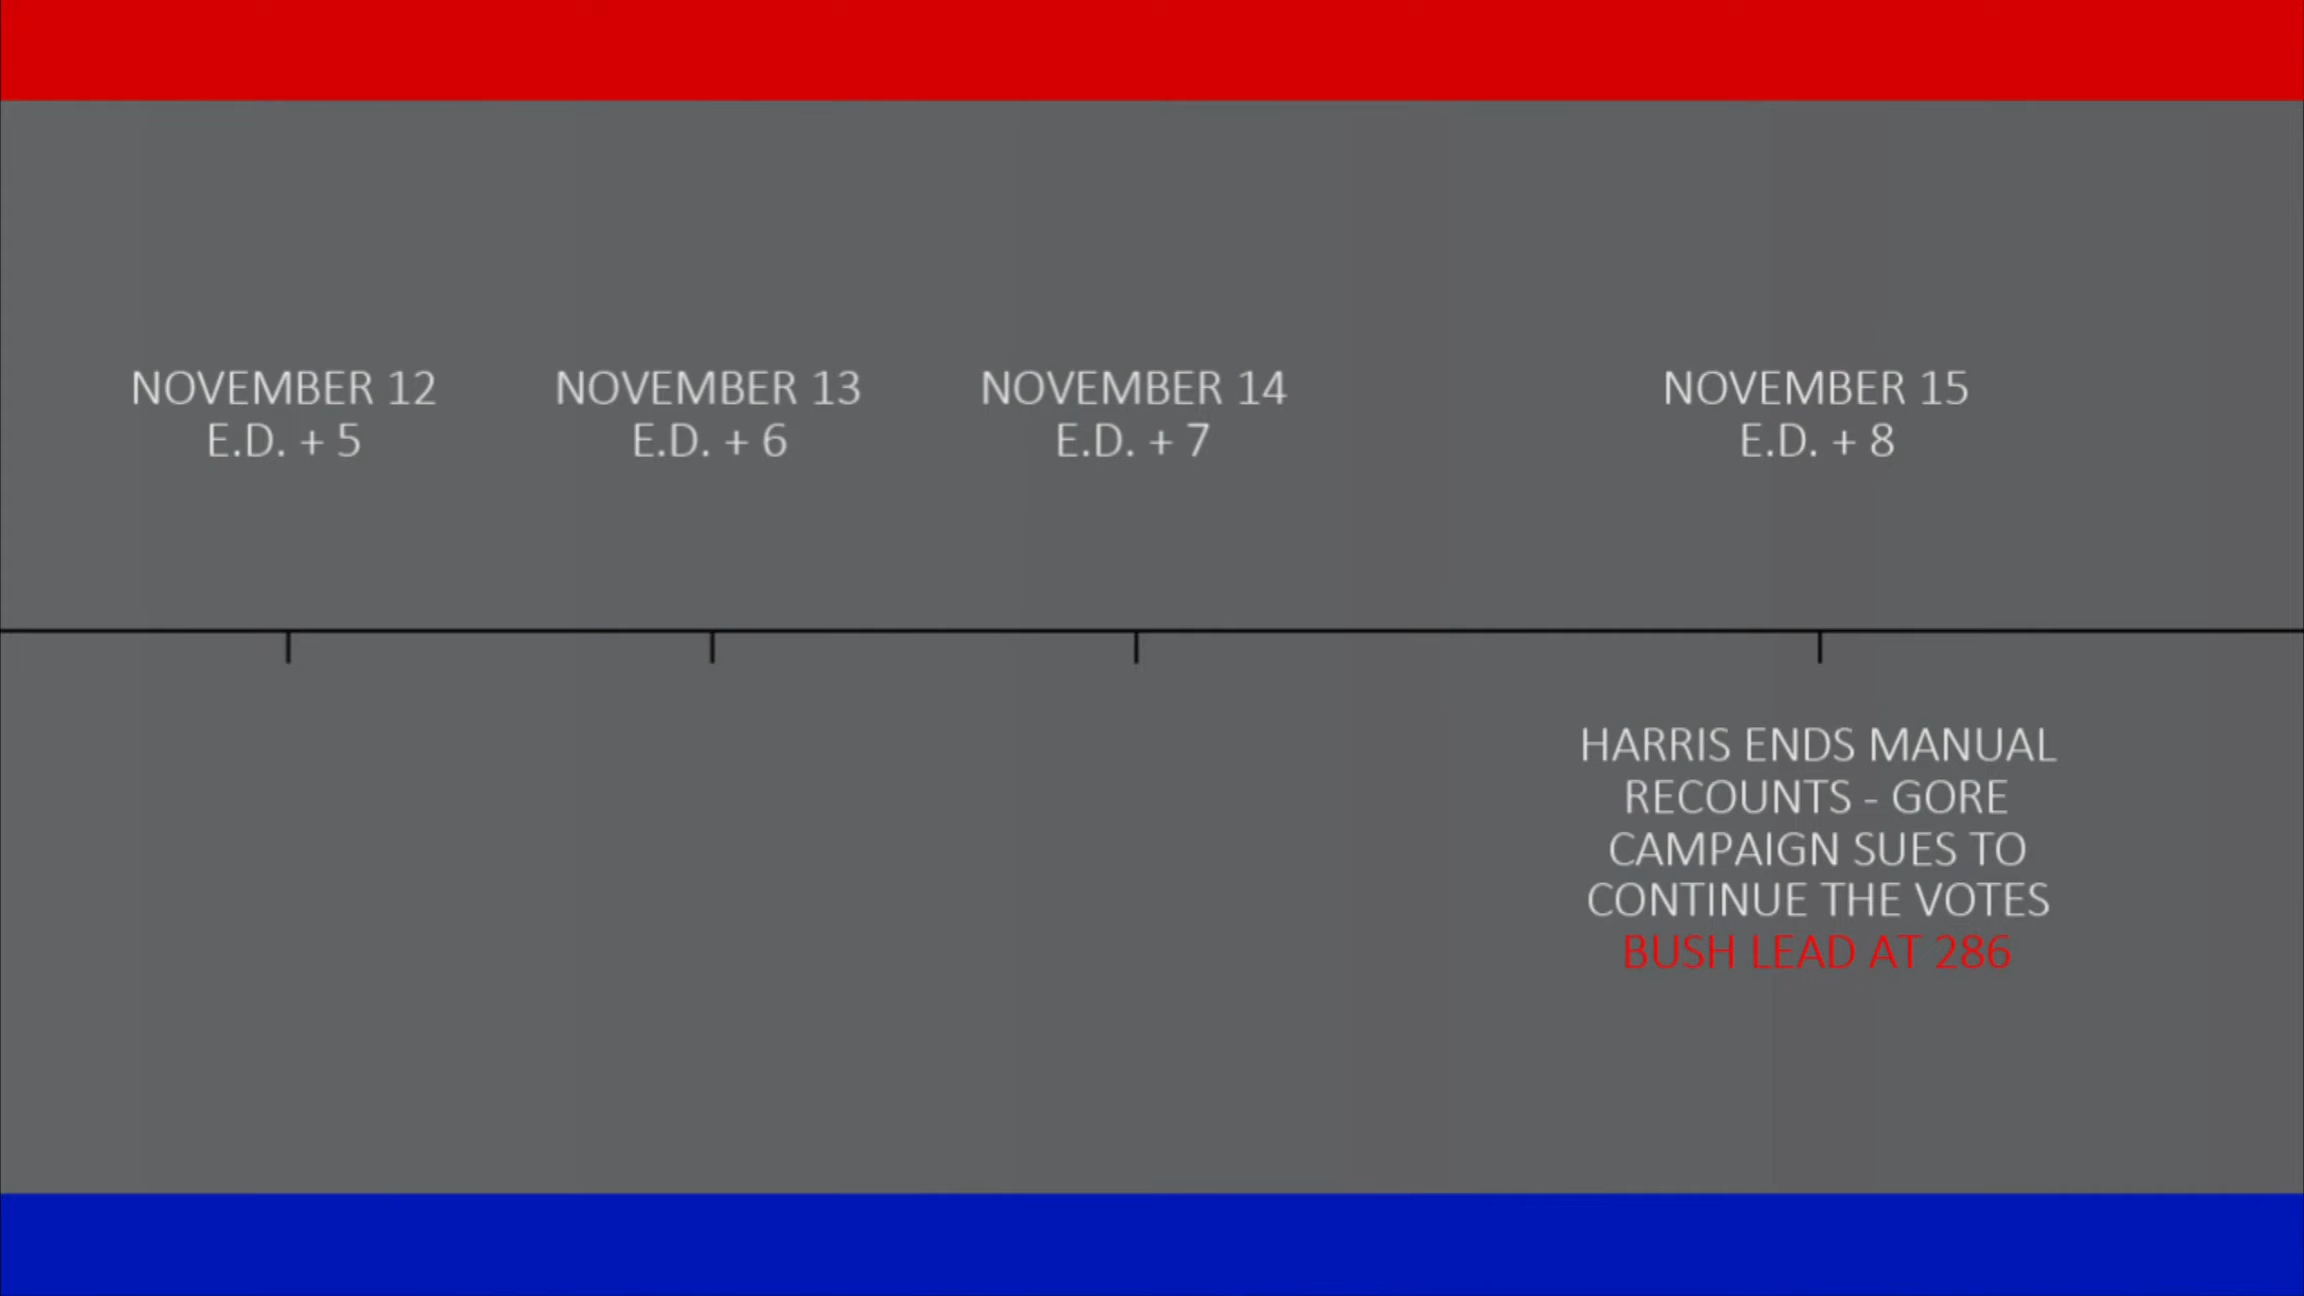 NOVEMBER 12
E.D. + 5
NOVEMBER 13
E.D. + 6
NOVEMBER 14
E.D. + 7
NOVEMBER 15
E.D. + 8
HARRIS ENDS MANUAL
RECOUNTS - GORE
CAMPAIGN SUES TO
CONTINUE THE VOTES
BUSH LEAD AT 286